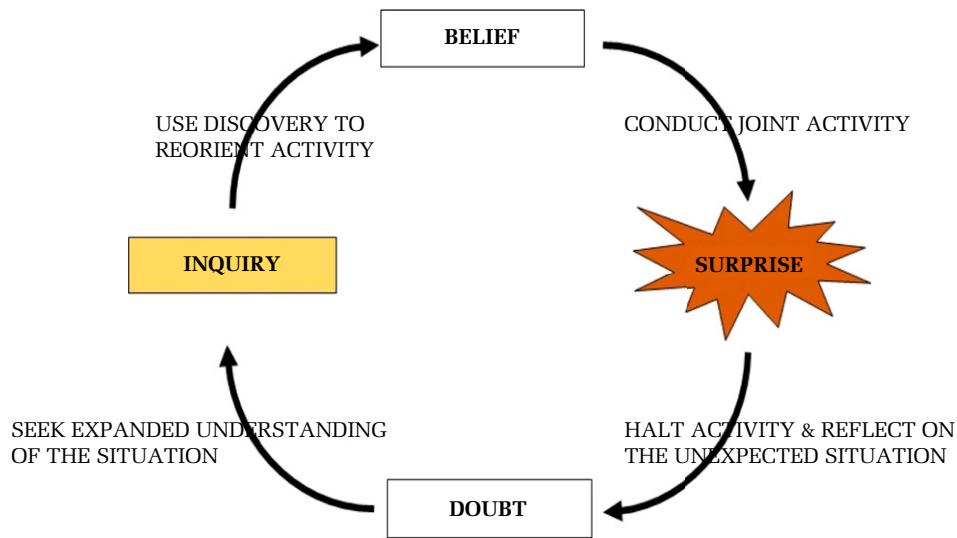 BELIEF
USE DISCOVERY TO
REORIENT ACTIVITY
CONDUCT JOINT ACTIVITY
INQUIRY
SURPRISE
SEEK EXPANDED UNDERSTANDING
OF THE SITUATION
HALT ACTIVITY & REFLECT ON
THE UNEXPECTED SITUATION
DOUBT